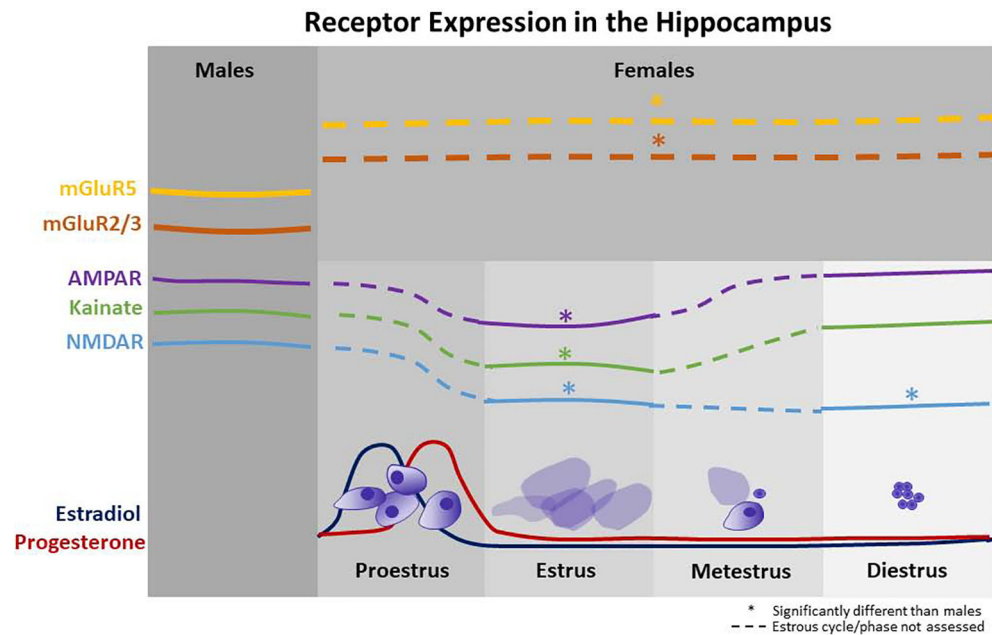 Receptor Expression in the Hippocampus
Males
Females
*
*
mGluR5
mGluR2/3
AMPAR
Kainate
NMDAR
*
*
*
*
Estradiol
Progesterone
Proestrus
Estrus
Metestrus
Diestrus
* Significantly different than males
--- Estrous cycle/phase not assessed